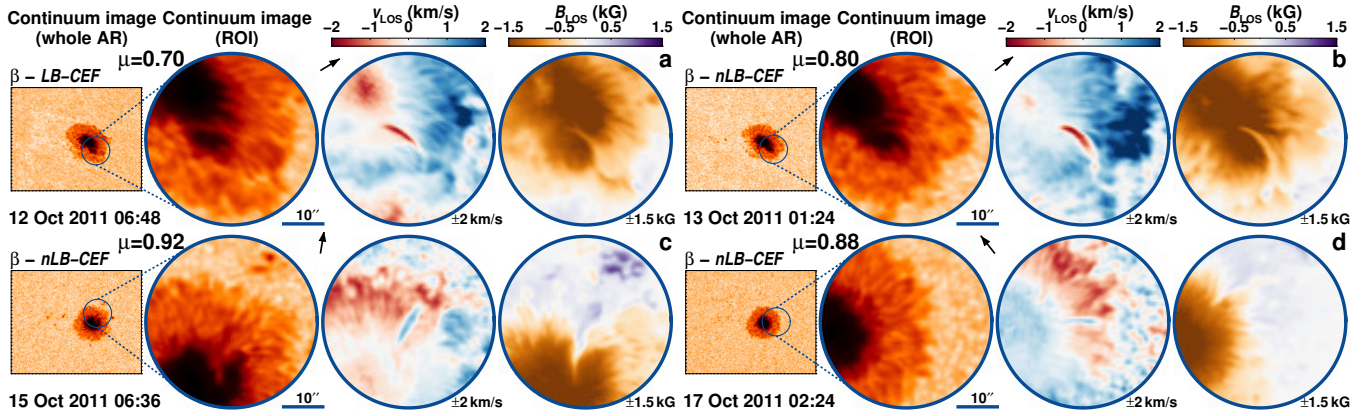 Continuum image
(whole AR)
Continuum image
(ROI)
v_LOS (km/s)
−2 −1 0 1 2
B_LOS (kG)
−1.5 −0.5 0.5 1.5
β − LB−CEF
μ=0.70
a
12 Oct 2011 06:48
10′′
±2 km/s
±1.5 kG
Continuum image
(whole AR)
Continuum image
(ROI)
v_LOS (km/s)
−2 −1 0 1 2
B_LOS (kG)
−1.5 −0.5 0.5 1.5
β − nLB−CEF
μ=0.80
b
13 Oct 2011 01:24
10′′
±2 km/s
±1.5 kG
β − nLB−CEF
μ=0.92
c
15 Oct 2011 06:36
10′′
±2 km/s
±1.5 kG
β − nLB−CEF
μ=0.88
d
17 Oct 2011 02:24
10′′
±2 km/s
±1.5 kG